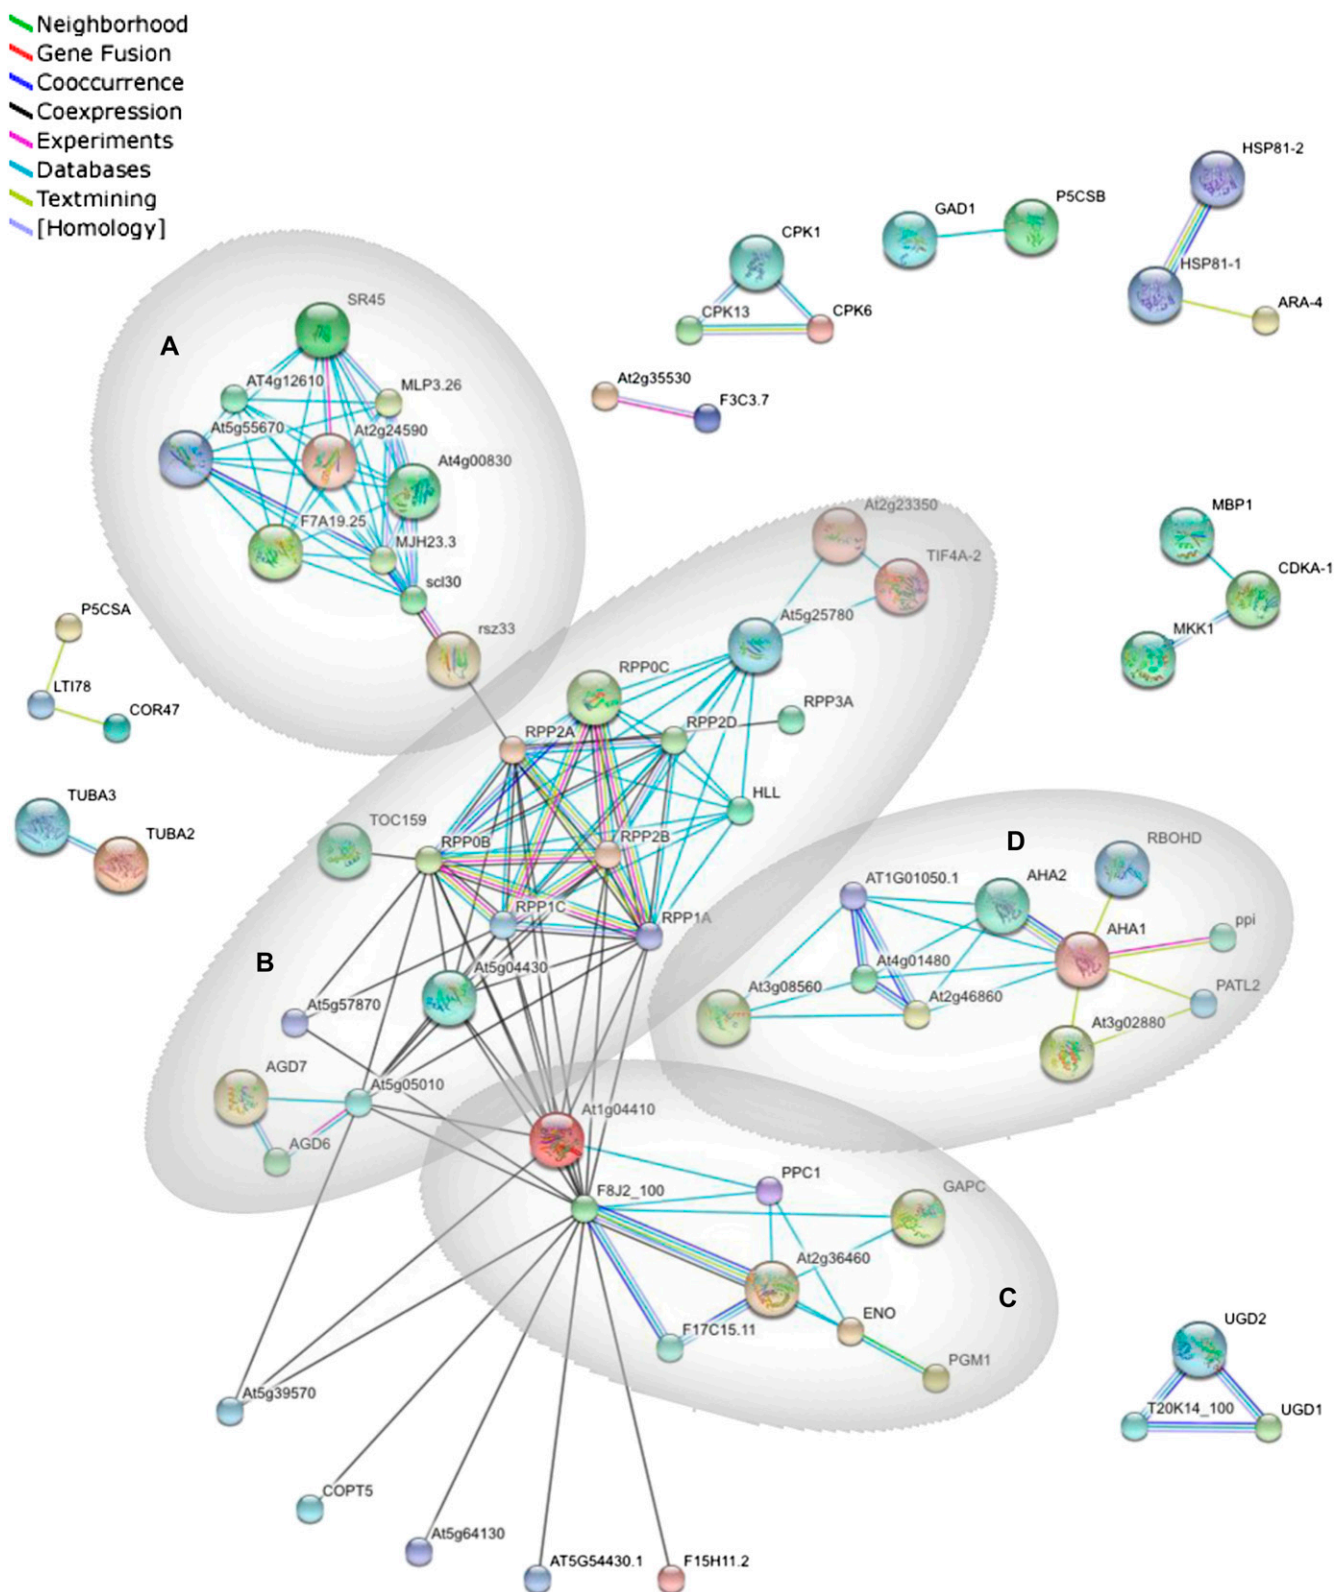 Neighborhood
Gene Fusion
Cooccurrence
Coexpression
Experiments
Databases
Textmining
[Homology]
HSP81-2
GAD1
P5CSB
CPK1
HSP81-1
CPK13
CPK6
ARA-4
SR45
A
AT4g12610
MLP3.26
At2g35530
F3C3.7
At5g55670
At2g24590
At4g00830
F7A19.25
MJH23.3
scl30
rsz33
At2g23350
TIF4A-2
At5g25780
MBP1
CDKA-1
MKK1
P5CSA
LTI78
COR47
RPP0C
RPP3A
RPP2A
RPP2D
TUBA3
TUBA2
TOC159
HLL
RPP0B
RPP2B
D
RBOHD
AT1G01050.1
AHA2
RPP1C
RPP1A
AHA1
ppi
B
At5g04430
At4g01480
At3g08560
At2g46860
PATL2
At5g57870
At3g02880
AGD7
At5g05010
AGD6
At1g04410
PPC1
F8J2_100
GAPC
At2g36460
C
ENO
F17C15.11
PGM1
UGD2
At5g39570
T20K14_100
UGD1
COPT5
At5g64130
AT5G54430.1
F15H11.2